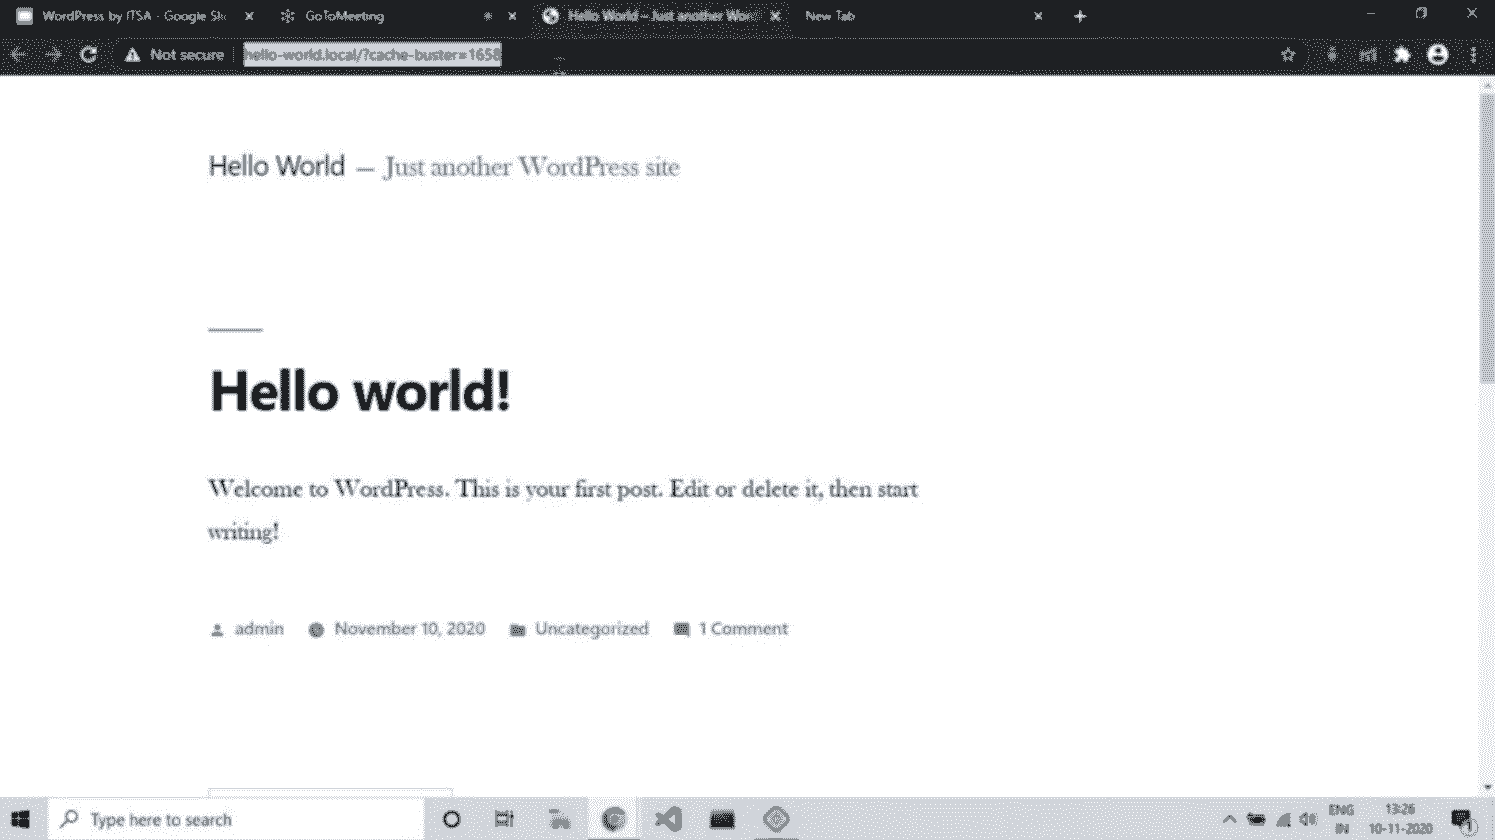 WordPress by ITSA - Google Sli
GoToMeeting
Hello World – Just another Wor
New Tab
Not secure
hello-world.local/?cache-buster=1658
Hello World — Just another WordPress site
Hello world!
Welcome to WordPress. This is your first post. Edit or delete it, then start
writing!
admin
November 10, 2020
Uncategorized
1 Comment
Type here to search
ENG
IN
13:26
10-11-2020